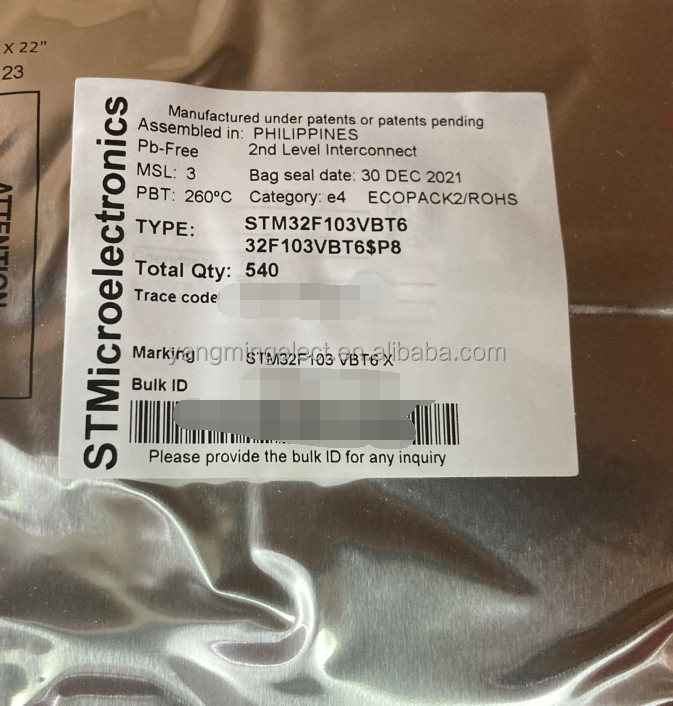 X 22"
23
ATTENTION
STMicroelectronics
Manufactured under patents or patents pending
Assembled in: PHILIPPINES
Pb-Free 2nd Level Interconnect
MSL: 3 Bag seal date: 30 DEC 2021
PBT: 260°C Category: e4 ECOPACK2/ROHS
TYPE: STM32F103VBT6
32F103VBT6$P8
Total Qty: 540
Trace code
yangmingelect.en.alibaba.com
Marking STM32F103 VBT6 X
Bulk ID
Please provide the bulk ID for any inquiry